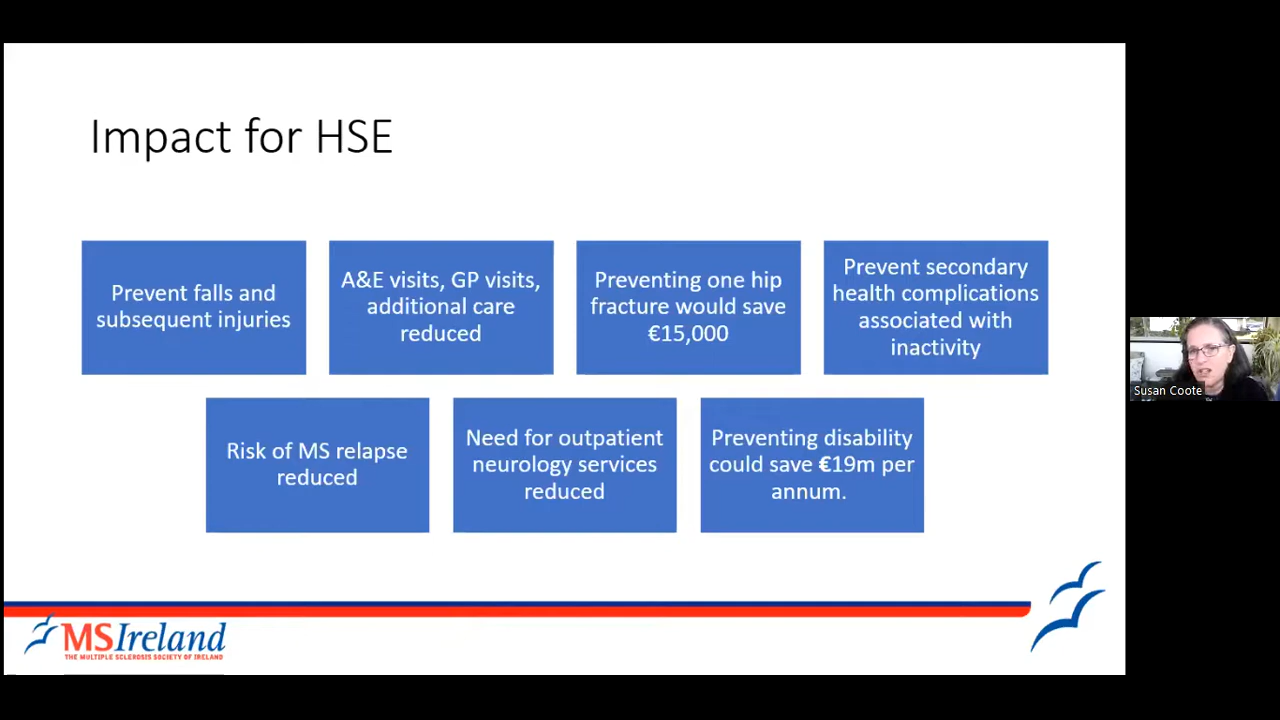 Impact for HSE
Prevent falls and
subsequent injuries
A&E visits, GP visits,
additional care
reduced
Preventing one hip
fracture would save
€15,000
Prevent secondary
health complications
associated with
inactivity
Risk of MS relapse
reduced
Need for outpatient
neurology services
reduced
Preventing disability
could save €19m per
annum.
Susan Coote
MSIreland
THE MULTIPLE SCLEROSIS SOCIETY OF IRELAND